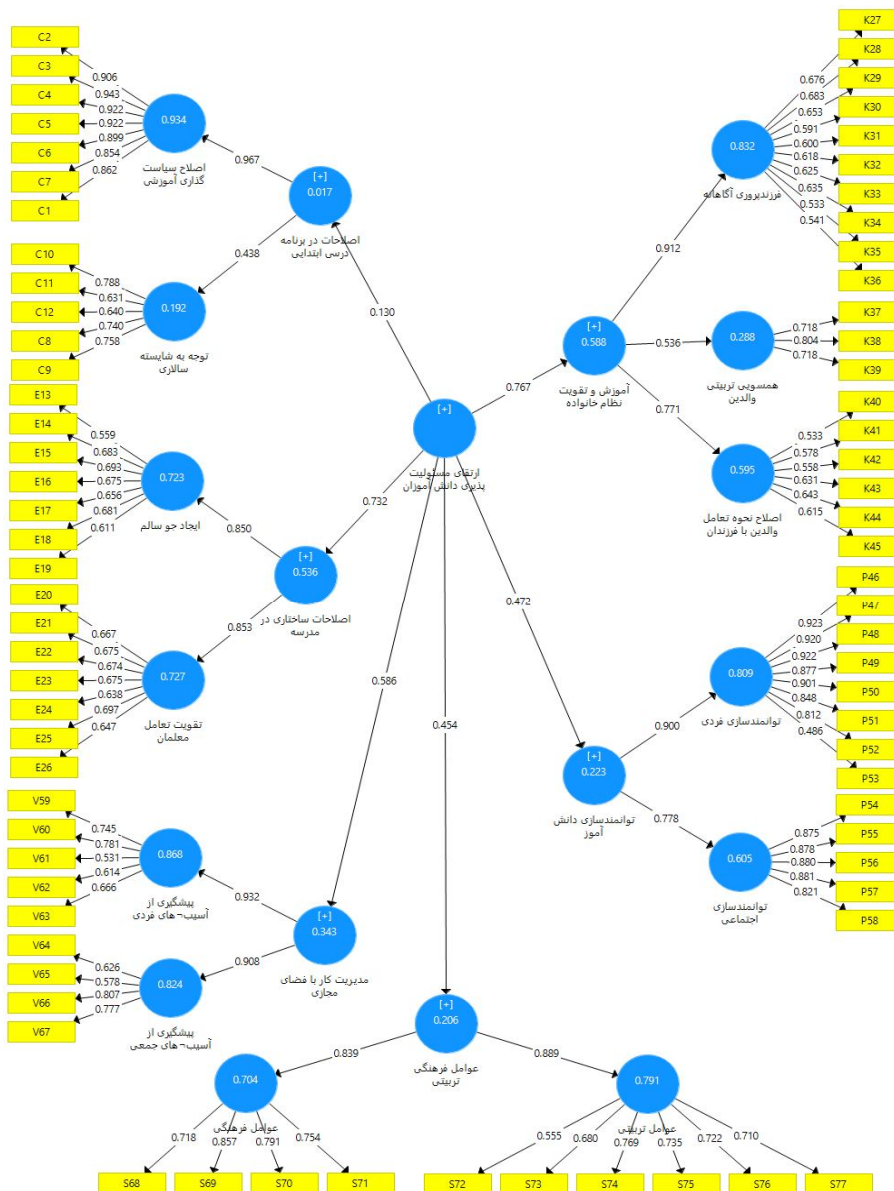 C2
C3
C4
C5
C6
C7
C1
0.906
0.943
0.922
0.922
0.899
0.854
0.862
0.934
اصلاح سیاست
گذاری آموزشی
0.967
[+]
0.017
اصلاحات در برنامه
درسی ابتدایی
0.438
C10
C11
C12
C8
C9
0.788
0.631
0.640
0.740
0.758
0.192
توجه به شایسته
سالاری
0.130
E13
E14
E15
E16
E17
E18
E19
0.559
0.683
0.693
0.675
0.656
0.681
0.611
0.723
ایجاد جو سالم
0.850
[+]
ارتقای مسئولیت
پذیری دانش آموزان
0.732
[+]
0.536
اصلاحات ساختاری در
مدرسه
0.853
E20
E21
E22
E23
E24
E25
E26
0.667
0.675
0.674
0.675
0.638
0.697
0.647
0.727
تقویت تعامل
معلمان
0.586
0.454
0.472
V59
V60
V61
V62
V63
0.745
0.781
0.531
0.614
0.666
0.868
پیشگیری از
آسیب¬های فردی
0.932
[+]
0.343
مدیریت کار با فضای
مجازی
0.908
V64
V65
V66
V67
0.626
0.578
0.807
0.777
0.824
پیشگیری از
آسیب¬های جمعی
K27
K28
K29
K30
K31
K32
K33
K34
K35
K36
0.676
0.683
0.653
0.591
0.600
0.618
0.625
0.635
0.533
0.541
0.832
فرزندپروری آگاهانه
0.912
0.767
[+]
0.588
آموزش و تقویت
نظام خانواده
0.536
0.771
K37
K38
K39
0.718
0.804
0.718
0.288
همسویی تربیتی
والدین
K40
K41
K42
K43
K44
K45
0.533
0.578
0.558
0.631
0.643
0.615
0.595
اصلاح نحوه تعامل
والدین با فرزندان
P46
P47
P48
P49
P50
P51
P52
P53
0.923
0.920
0.922
0.877
0.901
0.848
0.812
0.486
0.809
توانمندسازی فردی
0.900
[+]
0.223
توانمندسازی دانش
آموز
0.778
P54
P55
P56
P57
P58
0.875
0.878
0.880
0.881
0.821
0.605
توانمندسازی
اجتماعی
[+]
0.206
عوامل فرهنگی
تربیتی
0.839
0.889
0.704
عوامل فرهنگی
0.718
0.857
0.791
0.754
S68
S69
S70
S71
0.791
عوامل تربیتی
0.555
0.680
0.769
0.735
0.722
0.710
S72
S73
S74
S75
S76
S77